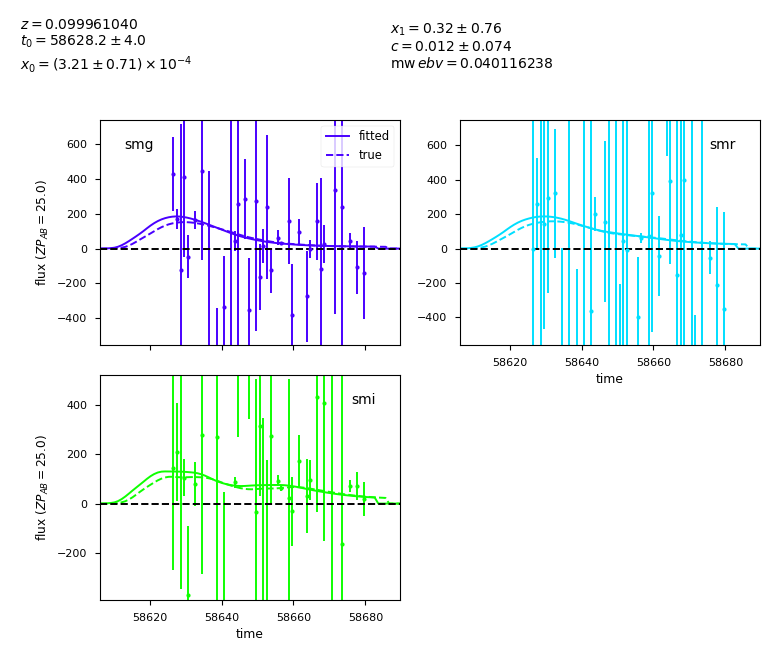 z = 0.099961040
t0 = 58628.2 ± 4.0
x0 = (3.21 ± 0.71) × 10^−4
x1 = 0.32 ± 0.76
c = 0.012 ± 0.074
mw ebv = 0.040116238
smg
fitted
true
600
400
200
0
−200
−400
flux (ZP_AB = 25.0)
smr
600
400
200
0
−200
−400
58620 58640 58660 58680
time
smi
400
200
0
−200
flux (ZP_AB = 25.0)
58620 58640 58660 58680
time